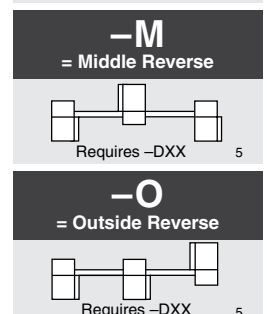 –M
= Middle Reverse
Requires –DXX 5
–O
= Outside Reverse
Requires –DXX 5